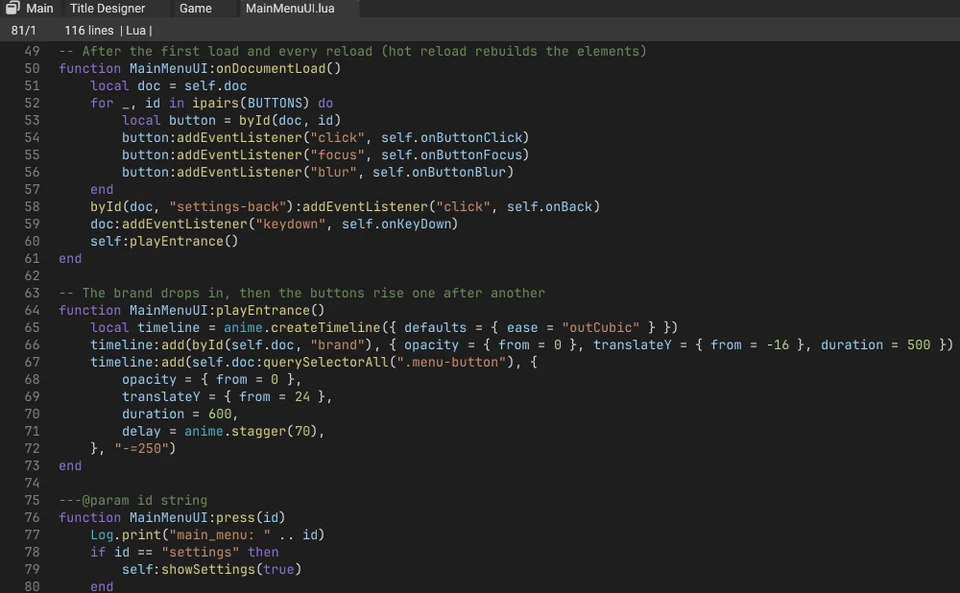 Main Title Designer Game MainMenuUI.lua
81/1 116 lines | Lua |
49 -- After the first load and every reload (hot reload rebuilds the elements)
50 function MainMenuUI:onDocumentLoad()
51     local doc = self.doc
52     for _, id in ipairs(BUTTONS) do
53         local button = byId(doc, id)
54         button:addEventListener("click", self.onButtonClick)
55         button:addEventListener("focus", self.onButtonFocus)
56         button:addEventListener("blur", self.onButtonBlur)
57     end
58     byId(doc, "settings-back"):addEventListener("click", self.onBack)
59     doc:addEventListener("keydown", self.onKeyDown)
60     self:playEntrance()
61 end
62
63 -- The brand drops in, then the buttons rise one after another
64 function MainMenuUI:playEntrance()
65     local timeline = anime.createTimeline({ defaults = { ease = "outCubic" } })
66     timeline:add(byId(self.doc, "brand"), { opacity = { from = 0 }, translateY = { from = -16 }, duration = 500 })
67     timeline:add(self.doc:querySelectorAll(".menu-button"), {
68         opacity = { from = 0 },
69         translateY = { from = 24 },
70         duration = 600,
71         delay = anime.stagger(70),
72     }, "-=250")
73 end
74
75 ---@param id string
76 function MainMenuUI:press(id)
77     Log.print("main_menu: " .. id)
78     if id == "settings" then
79         self:showSettings(true)
80     end